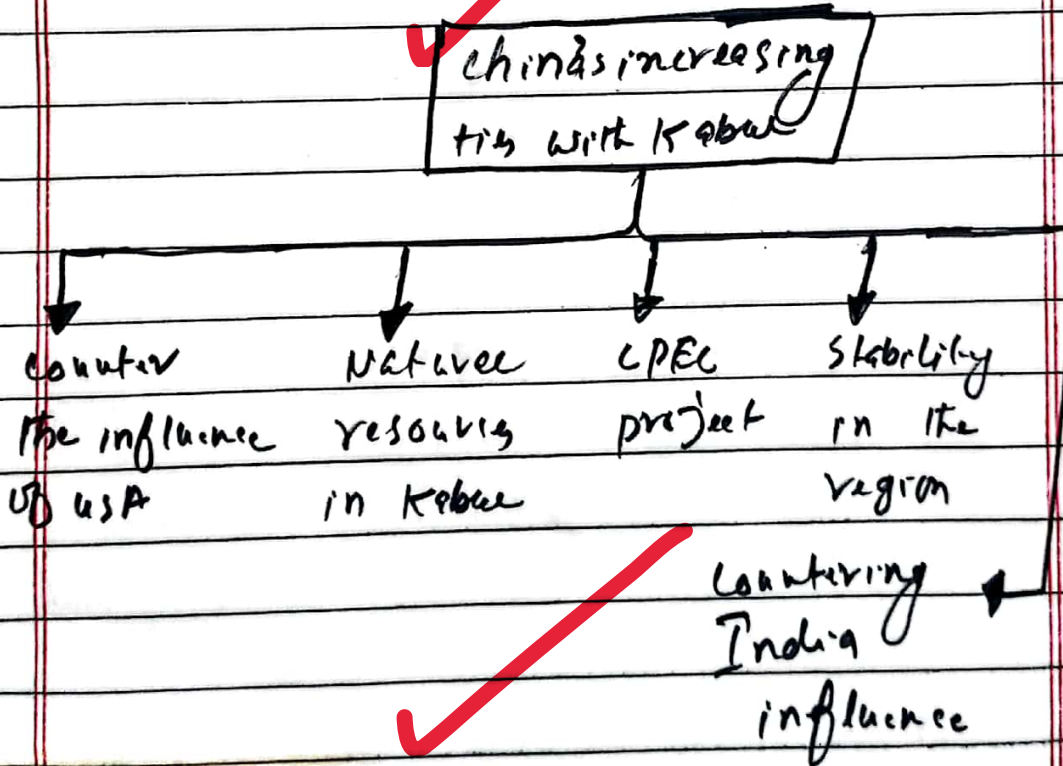 China's increasing
ties with Kabul
Counter
the influence
of USA
Natural
resources
in Kabul
CPEC
project
Stability
in the
region
Countering
India
influence